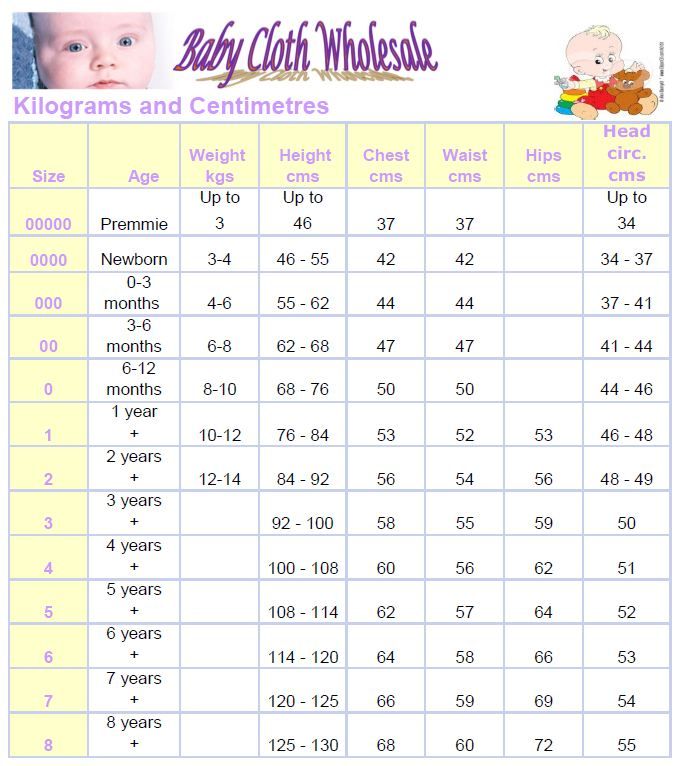 Baby Cloth Wholesale
Kilograms and Centimetres
Size Age Weight kgs Height cms Chest cms Waist cms Hips cms Head circ. cms
00000 Premmie Up to 3 Up to 46 37 37 Up to 34
0000 Newborn 3-4 46 - 55 42 42 34 - 37
000 0-3 months 4-6 55 - 62 44 44 37 - 41
00 3-6 months 6-8 62 - 68 47 47 41 - 44
0 6-12 months 8-10 68 - 76 50 50 44 - 46
1 1 year + 10-12 76 - 84 53 52 53 46 - 48
2 2 years + 12-14 84 - 92 56 54 56 48 - 49
3 3 years + 92 - 100 58 55 59 50
4 4 years + 100 - 108 60 56 62 51
5 5 years + 108 - 114 62 57 64 52
6 6 years + 114 - 120 64 58 66 53
7 7 years + 120 - 125 66 59 69 54
8 8 years + 125 - 130 68 60 72 55